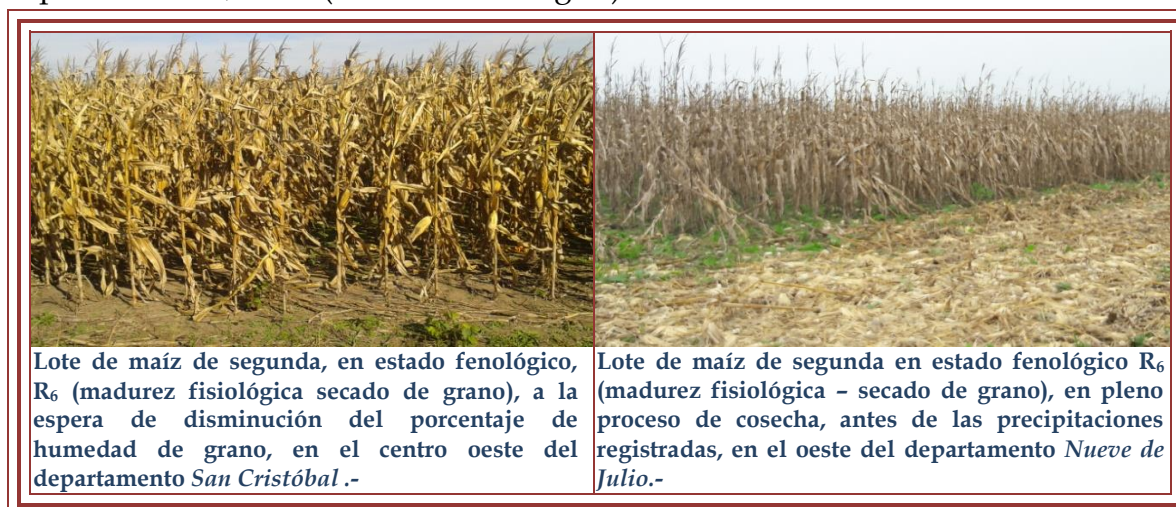 Lote de maíz de segunda, en estado fenológico,
R₆ (madurez fisiológica secado de grano), a la
espera de disminución del porcentaje de
humedad de grano, en el centro oeste del
departamento San Cristóbal .-
Lote de maíz de segunda en estado fenológico R₆
(madurez fisiológica – secado de grano), en pleno
proceso de cosecha, antes de las precipitaciones
registradas, en el oeste del departamento Nueve de
Julio.-